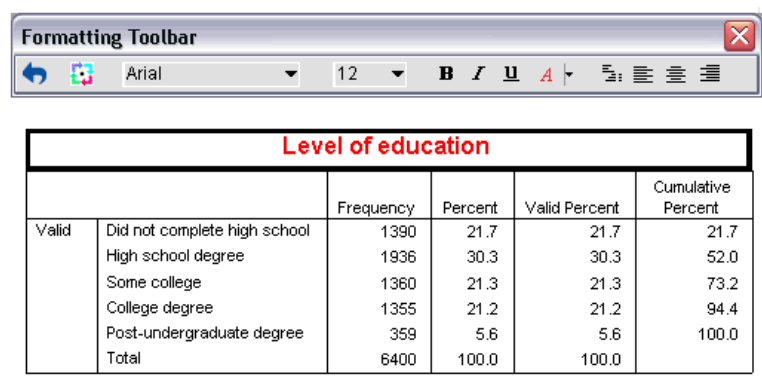 Formatting Toolbar
Arial 12 B I U A
Level of education
Cumulative
Frequency Percent Valid Percent Percent
Valid Did not complete high school 1390 21.7 21.7 21.7
High school degree 1936 30.3 30.3 52.0
Some college 1360 21.3 21.3 73.2
College degree 1355 21.2 21.2 94.4
Post-undergraduate degree 359 5.6 5.6 100.0
Total 6400 100.0 100.0